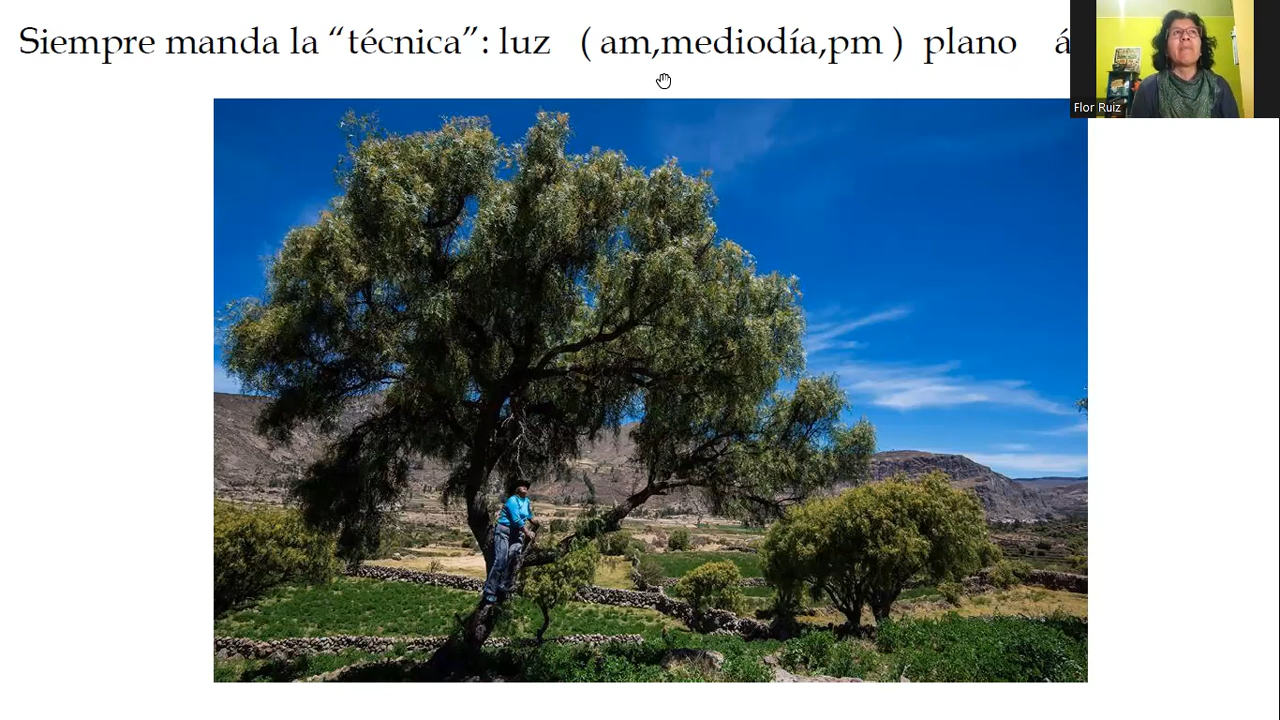 Siempre manda la “técnica”: luz ( am,mediodía,pm ) plano á
Flor Ruiz